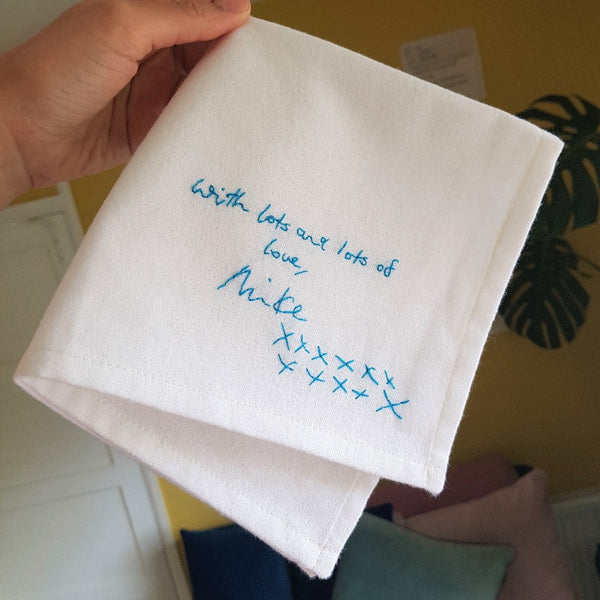 With lots and lots of
love,
Mike
xxxxxx
xxxxX